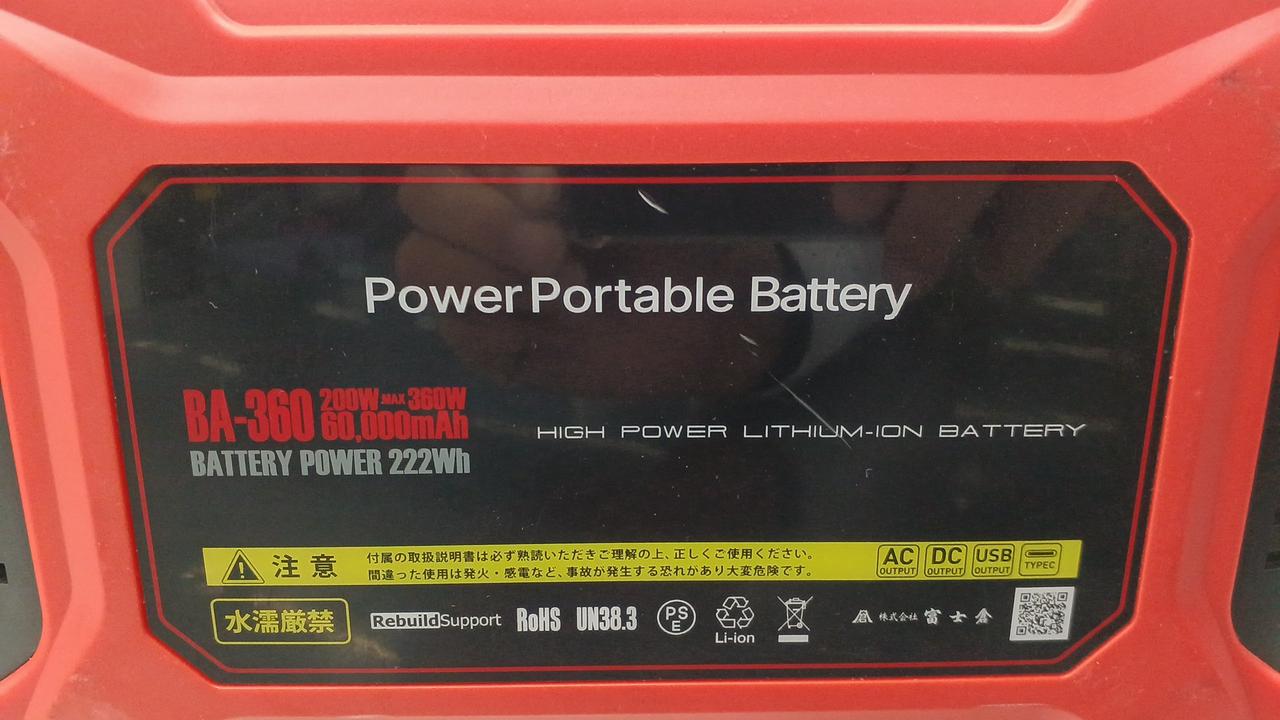 Power Portable Battery
BA-360 200W MAX 360W
60,000mAh
BATTERY POWER 222Wh
HIGH POWER LITHIUM-ION BATTERY
注意 付属の取扱説明書は必ず熟読いただきご理解の上、正しくご使用ください。
間違った使用は発火・感電など、事故が発生する恐れがあり大変危険です。
AC OUTPUT DC OUTPUT USB OUTPUT TYPEC
水濡厳禁 RebuildSupport RoHS UN38.3 PSE Li-ion 株式会社 富士倉